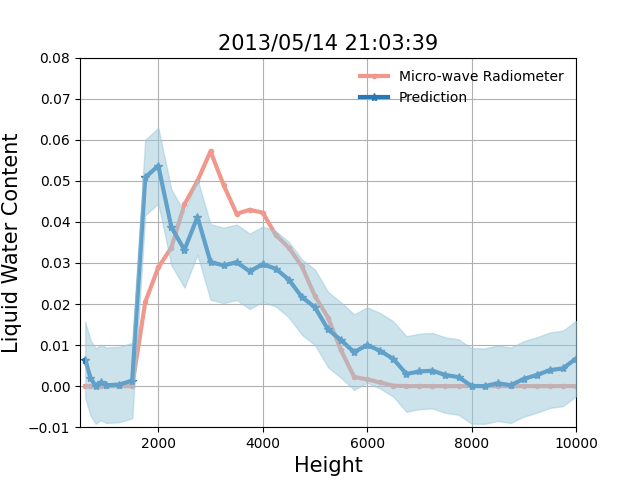 2013/05/14 21:03:39
Micro-wave Radiometer
Prediction
Liquid Water Content
0.08
0.07
0.06
0.05
0.04
0.03
0.02
0.01
0.00
−0.01
2000 4000 6000 8000 10000
Height